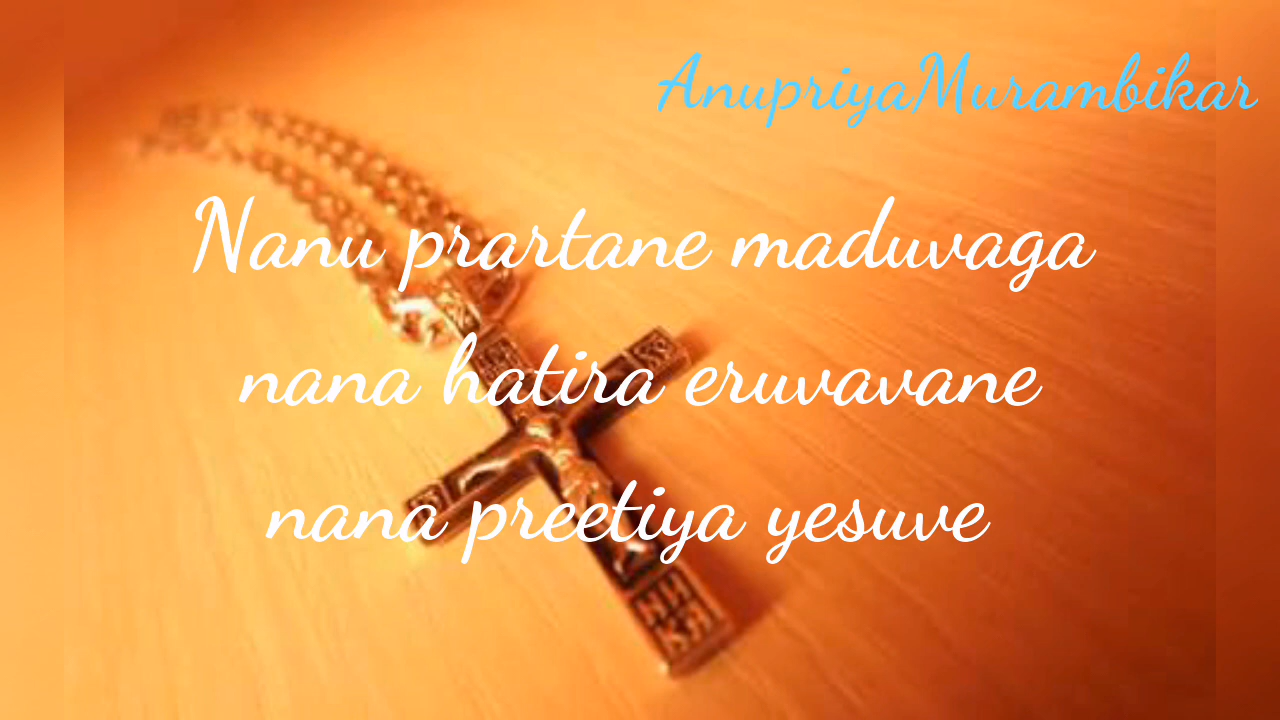 AnupriyaMurambikar
Nanu prartane maduvaga
nana hatira eruvavane
nana preetiya yesuve